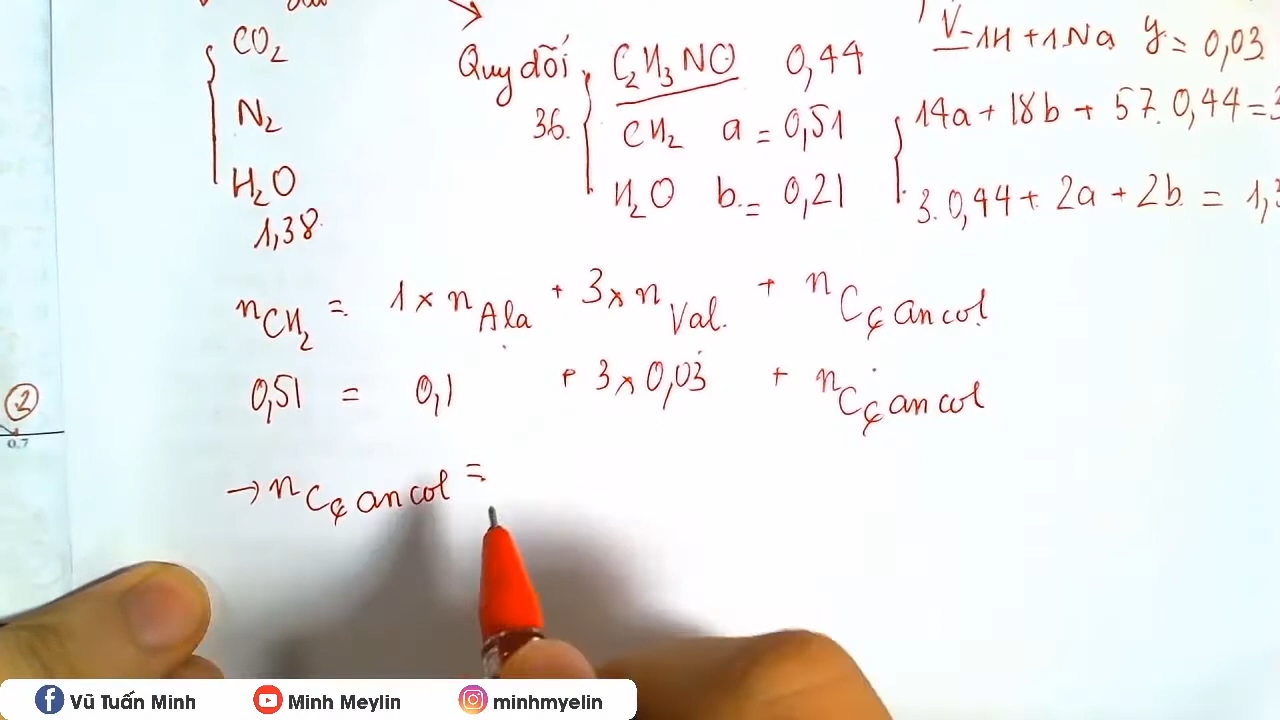 CO₂
N₂
H₂O
1,38
Quy đổi
36.
C₂H₃NO 0,44
CH₂ a = 0,51
H₂O b = 0,21
V-1H+1Na y = 0,03
14a + 18b + 57.0,44 =
3.0,44 + 2a + 2b =
nCH₂ = 1 × nAla + 3 × nVal. + nCç ancol
0,51 = 0,1 + 3 × 0,03 + nCç ancol
→ nCç ancol =
2
0.7
Vũ Tuấn Minh Minh Meylin minhmyelin